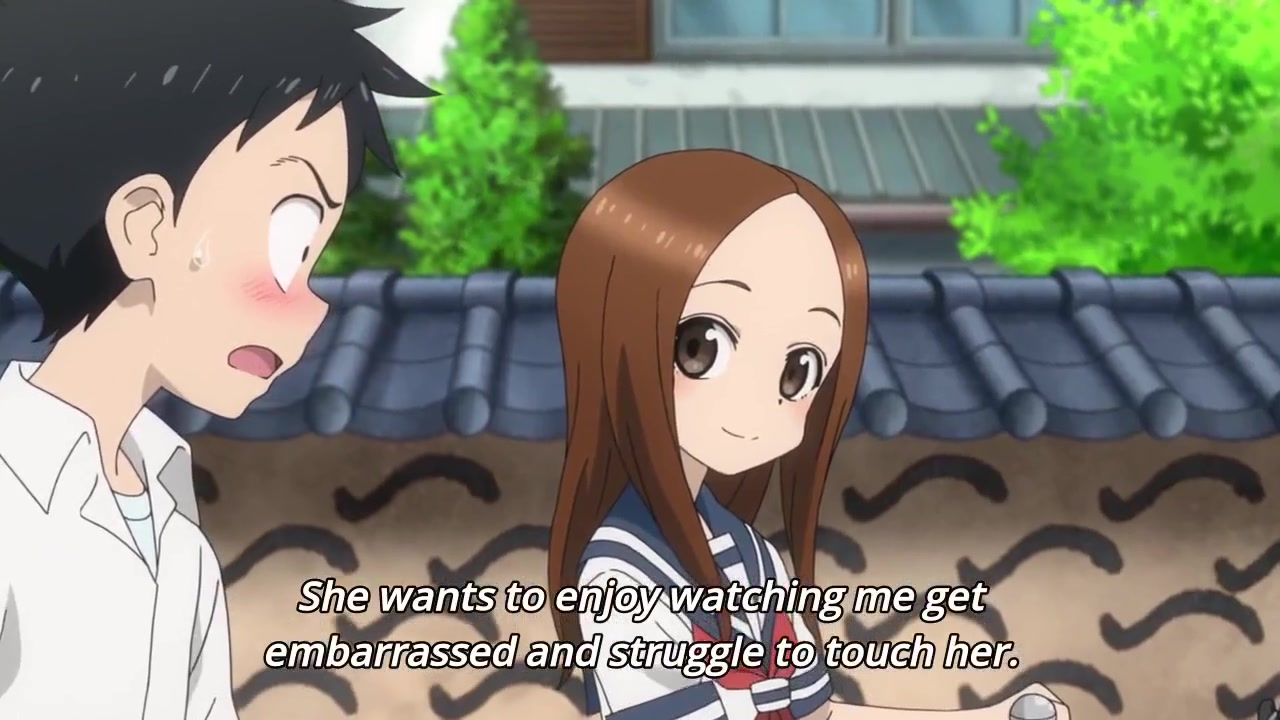 She wants to enjoy watching me get
embarrassed and struggle to touch her.